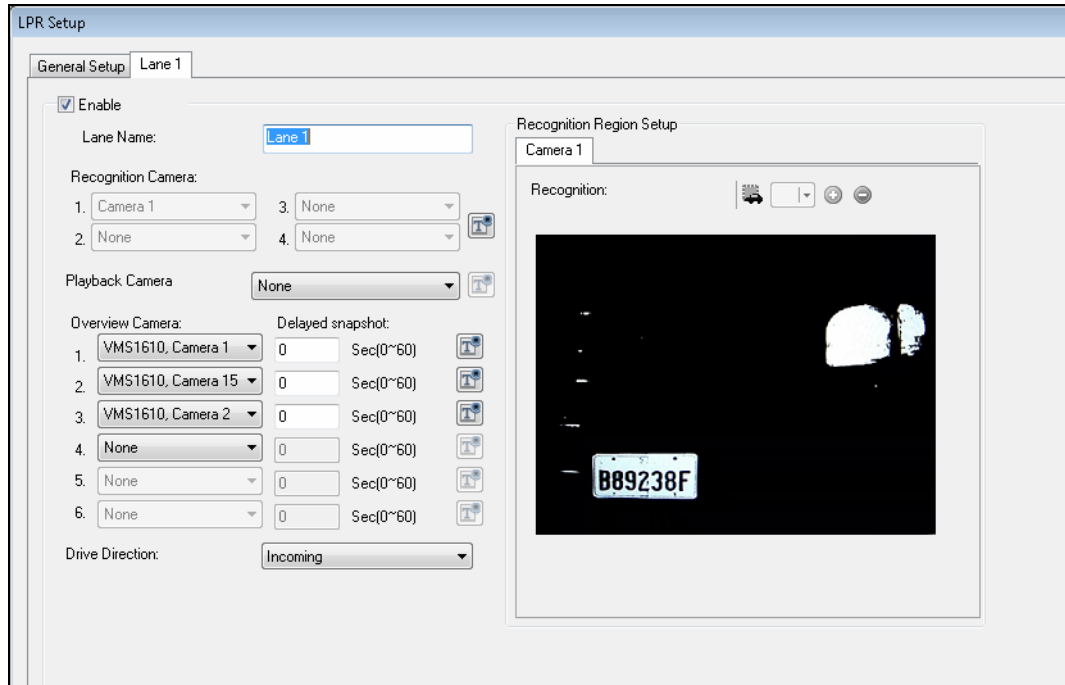 LPR Setup
General Setup
Lane 1
Enable
Lane Name:
Lane 1
Recognition Camera:
1. Camera 1
3. None
2. None
4. None
Playback Camera
None
Overview Camera:
Delayed snapshot:
1. VMS1610, Camera 1
0
Sec(0~60)
2. VMS1610, Camera 15
0
Sec(0~60)
3. VMS1610, Camera 2
0
Sec(0~60)
4. None
0
Sec(0~60)
5. None
0
Sec(0~60)
6. None
0
Sec(0~60)
Drive Direction:
Incoming
Recognition Region Setup
Camera 1
Recognition:
B89238F